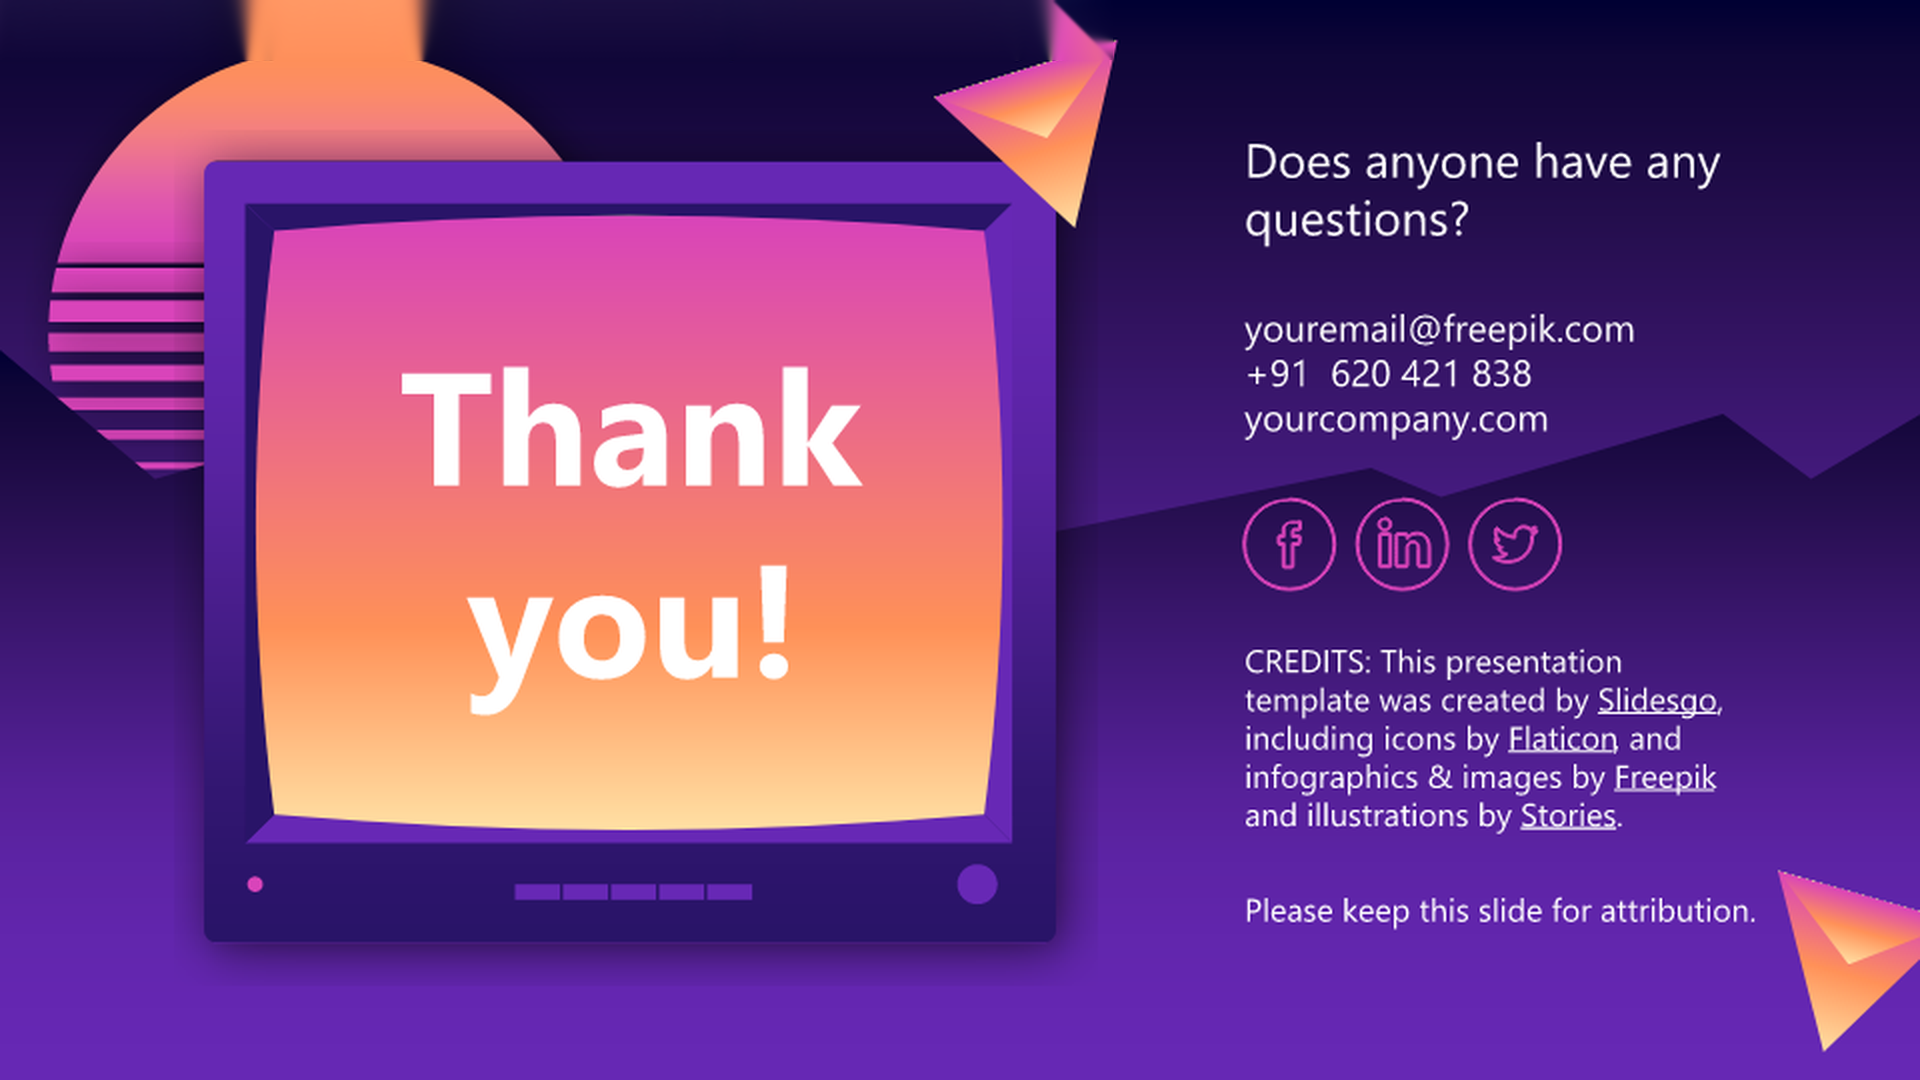 Thank
you!
Does anyone have any
questions?
youremail@freepik.com
+91  620 421 838
yourcompany.com
f in
CREDITS: This presentation
template was created by Slidesgo,
including icons by Flaticon, and
infographics & images by Freepik
and illustrations by Stories.
Please keep this slide for attribution.